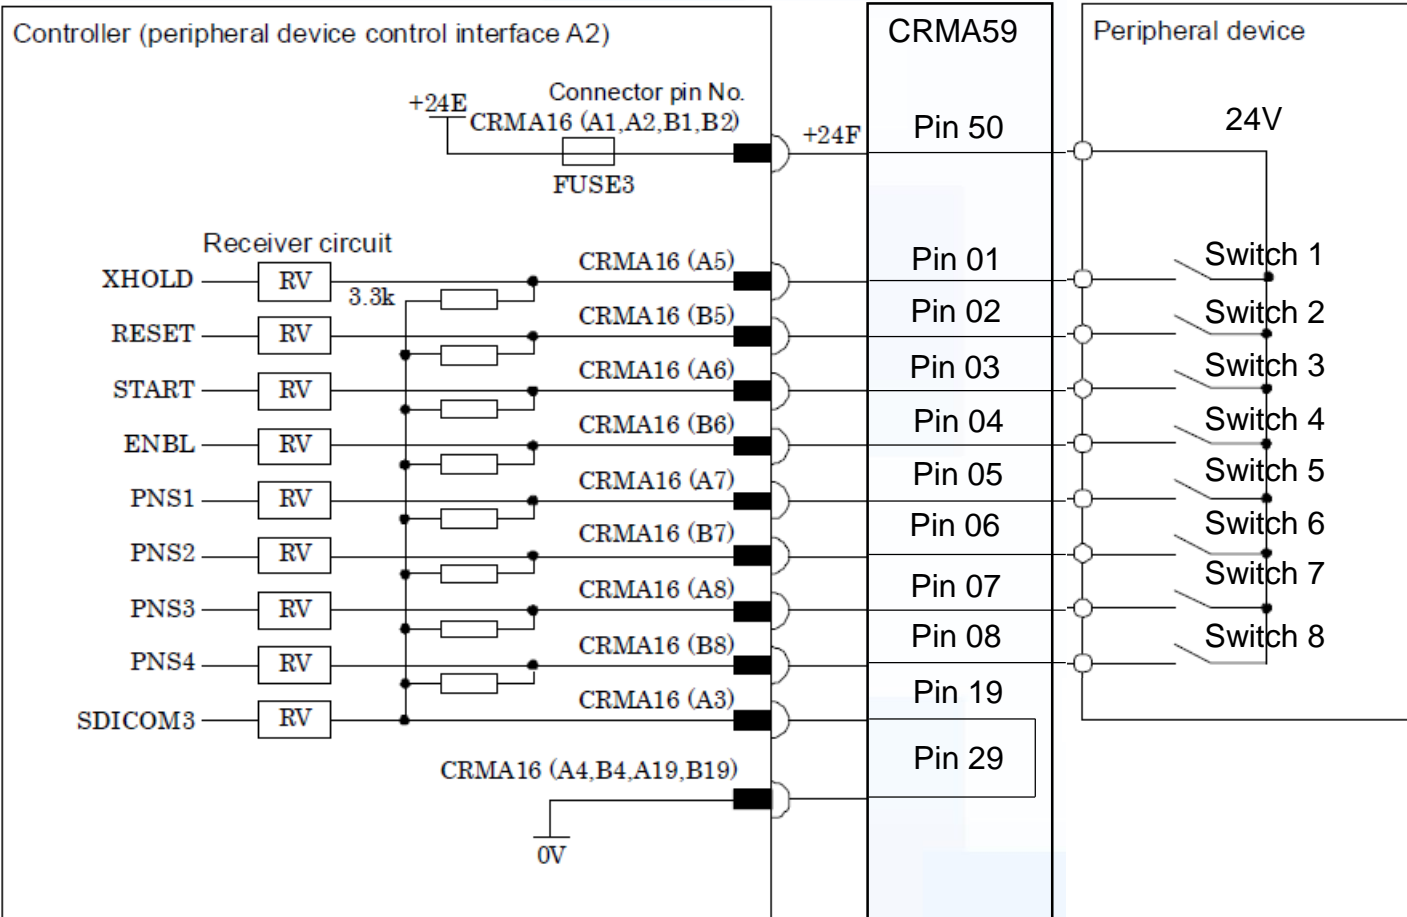 Controller (peripheral device control interface A2)
CRMA59
Peripheral device
Connector pin No.
+24E
CRMA16 (A1,A2,B1,B2)
+24F
Pin 50
24V
FUSE3
Receiver circuit
XHOLD
RV
3.3k
CRMA16 (A5)
Pin 01
Switch 1
RESET
RV
CRMA16 (B5)
Pin 02
Switch 2
START
RV
CRMA16 (A6)
Pin 03
Switch 3
ENBL
RV
CRMA16 (B6)
Pin 04
Switch 4
PNS1
RV
CRMA16 (A7)
Pin 05
Switch 5
PNS2
RV
CRMA16 (B7)
Pin 06
Switch 6
PNS3
RV
CRMA16 (A8)
Pin 07
Switch 7
PNS4
RV
CRMA16 (B8)
Pin 08
Switch 8
SDICOM3
RV
CRMA16 (A3)
Pin 19
CRMA16 (A4,B4,A19,B19)
Pin 29
0V